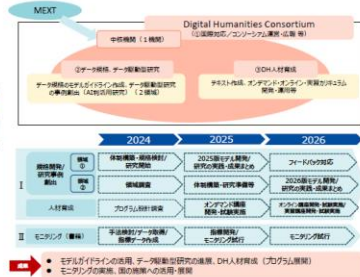 MEXT
Digital Humanities Consortium
中核機関（１機関）
①国際対応／コンソーシアム運営・広報 等）
②データ規格、データ駆動型研究
データ規格のモデルガイドライン作成、データ駆動型研究
の事例創出（AI利活用研究）（２領域）
③DH人材育成
テキスト作成、オンデマンド・オンライン・実習カリキュラム
開発・運用等
2024
2025
2026
Ⅰ
規格開発/
研究事例
創出
領域
①
体制構築・規格検討/
研究開始
2025版モデル開発/
研究の実践・成果まとめ
フィードバック対応
領域
②
領域調査
体制構築・研究準備等
2026版モデル開発/
研究の実践・成果まとめ
人材育成
プログラム設計調査
オンデマンド講座
開発・試験実施
オンライン講座開発・試験実施/
実習講座開発・試験実施
Ⅱ
モニタリング
手法検討/データ取得/
指標データ作成
指標開発/
モニタリング試行
モニタリング試行
成果
● モデルガイドラインの活用、データ駆動型研究の進展、DH人材育成（プログラム展開）
● モニタリングの実施、国の施策への活用・展開